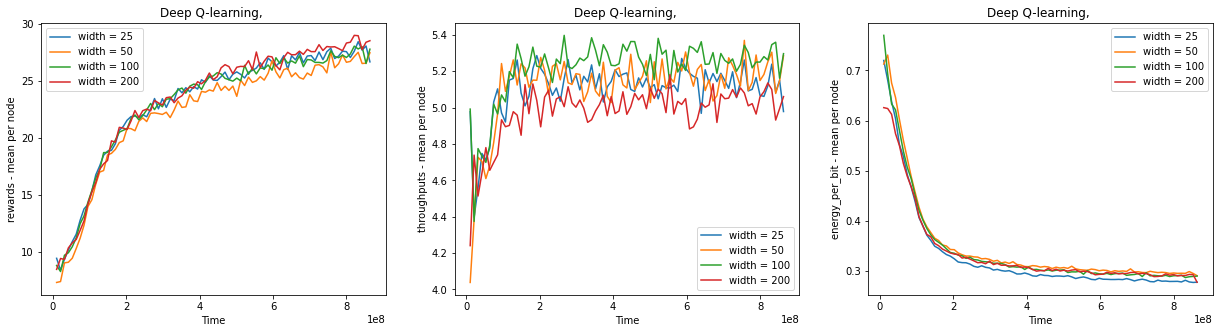 Deep Q-learning,
rewards - mean per node
30
25
20
15
10
width = 25
width = 50
width = 100
width = 200
0 2 4 6 8
Time
1e8
Deep Q-learning,
throughputs - mean per node
5.4
5.2
5.0
4.8
4.6
4.4
4.2
4.0
width = 25
width = 50
width = 100
width = 200
0 2 4 6 8
Time
1e8
Deep Q-learning,
energy_per_bit - mean per node
0.7
0.6
0.5
0.4
0.3
width = 25
width = 50
width = 100
width = 200
0 2 4 6 8
Time
1e8